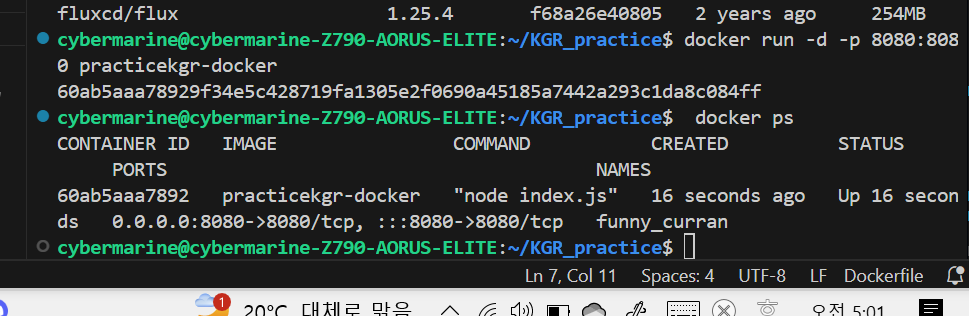 fluxcd/flux 1.25.4 f68a26e40805 2 years ago 254MB
cybermarine@cybermarine-Z790-AORUS-ELITE:~/KGR_practice$ docker run -d -p 8080:808
0 practicekgr-docker
60ab5aaa78929f34e5c428719fa1305e2f0690a45185a7442a293c1da8c084ff
cybermarine@cybermarine-Z790-AORUS-ELITE:~/KGR_practice$ docker ps
CONTAINER ID IMAGE COMMAND CREATED STATUS
PORTS NAMES
60ab5aaa7892 practicekgr-docker "node index.js" 16 seconds ago Up 16 secon
ds 0.0.0.0:8080->8080/tcp, :::8080->8080/tcp funny_curran
cybermarine@cybermarine-Z790-AORUS-ELITE:~/KGR_practice$
Ln 7, Col 11 Spaces: 4 UTF-8 LF Dockerfile
1 20°C 대체로 맑음 ㅎ 오전 5:01